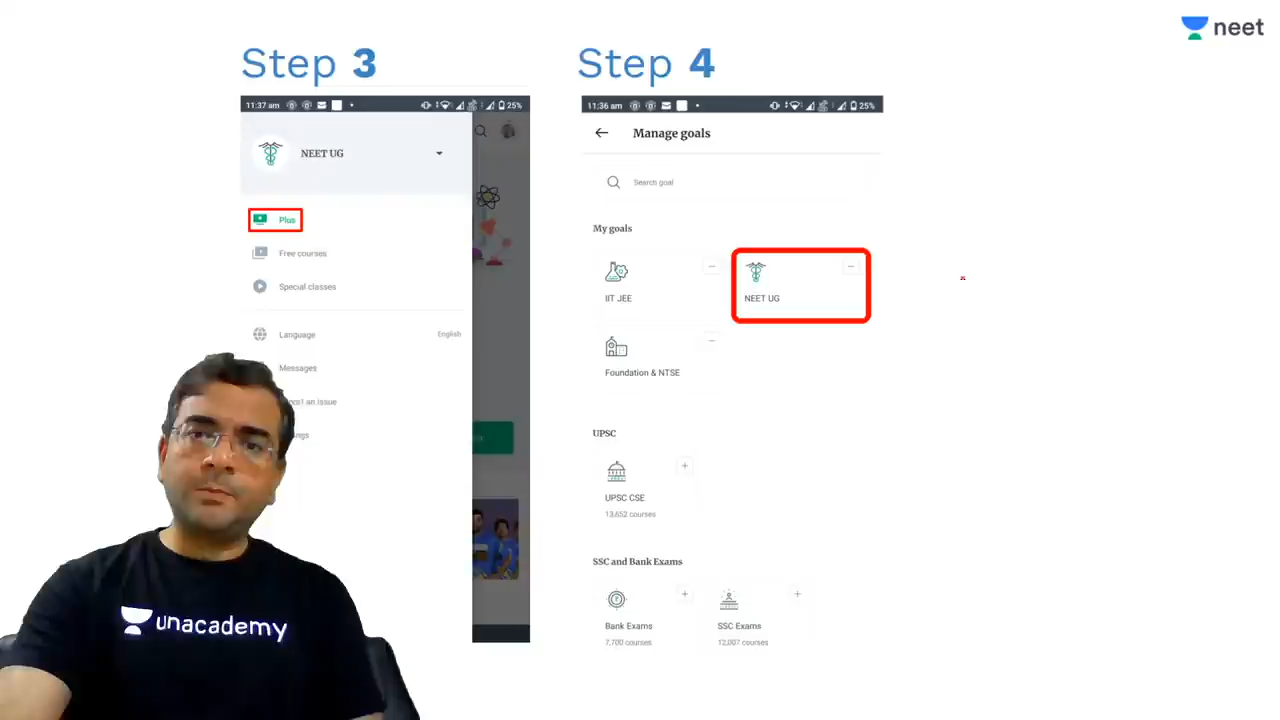 neet
Step 3
Step 4
11:37 am
25%
NEET UG
Plus
Free courses
Special classes
Language
English
Messages
an issue
11:36 am
25%
Manage goals
Search goal
My goals
IIT JEE
NEET UG
Foundation & NTSE
UPSC
UPSC CSE
13,652 courses
SSC and Bank Exams
Bank Exams
SSC Exams
7,700 courses
12,007 courses
unacademy